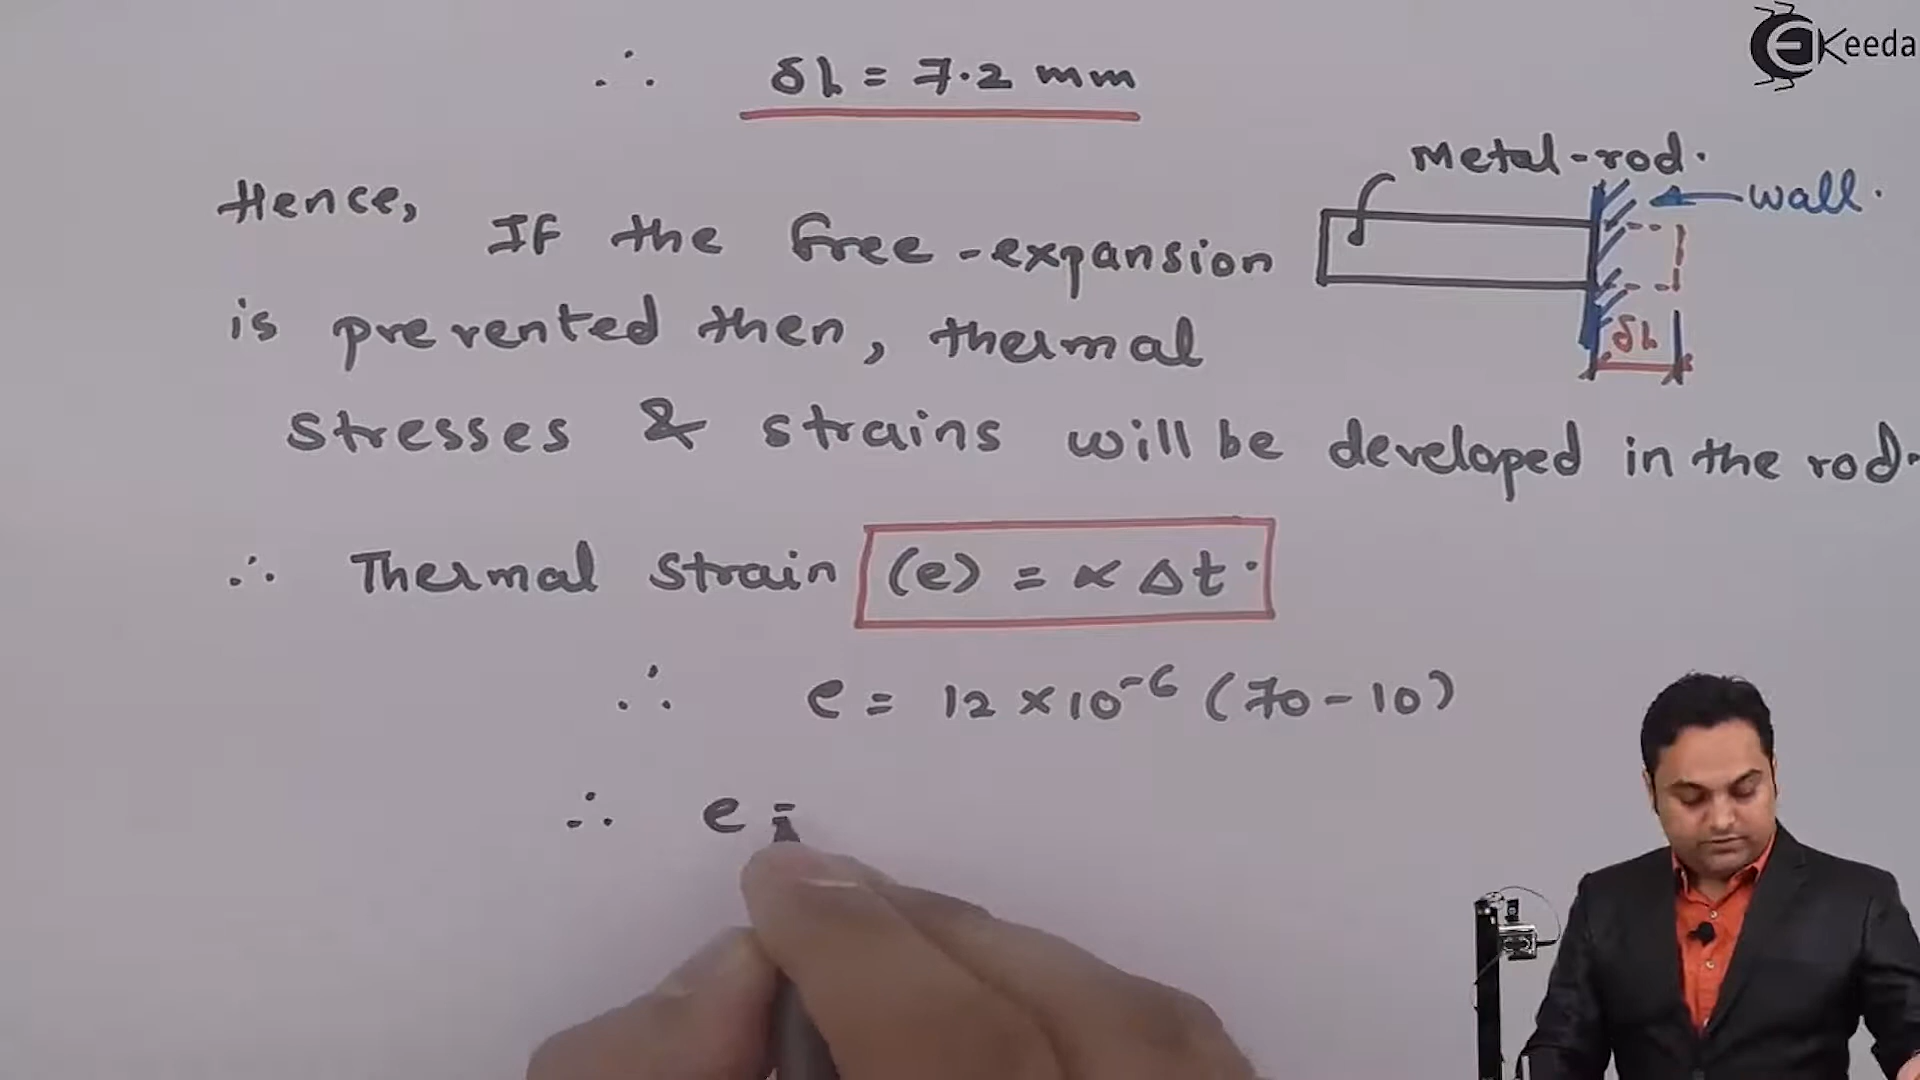 EKeeda
∴ δL = 7.2 mm
Metal-rod.
wall.
Hence, If the free-expansion
is prevented then, thermal
δL
stresses & strains will be developed in the rod.
∴ Thermal strain (e) = α Δt.
∴ e = 12 × 10⁻⁶ (70 - 10)
∴ e =